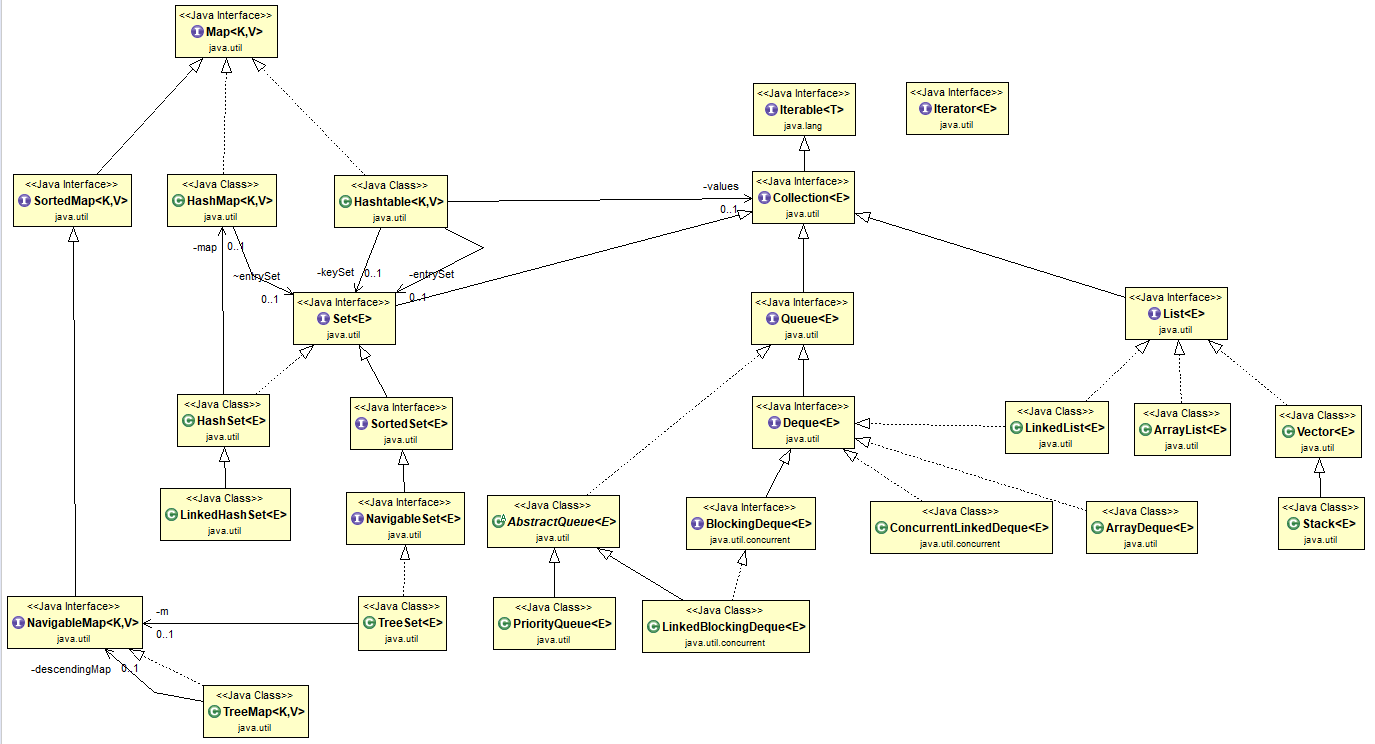 <<Java Interface>>
I Map<K,V>
java.util
<<Java Interface>>
I Iterable<T>
java.lang
<<Java Interface>>
I Iterator<E>
java.util
<<Java Interface>>
I SortedMap<K,V>
java.util
<<Java Class>>
C HashMap<K,V>
java.util
<<Java Class>>
C Hashtable<K,V>
java.util
-values
0..1
<<Java Interface>>
I Collection<E>
java.util
-map
0..1
~entrySet
0..1
-keySet
0..1
-entrySet
0..1
<<Java Interface>>
I Set<E>
java.util
<<Java Interface>>
I Queue<E>
java.util
<<Java Interface>>
I List<E>
java.util
<<Java Class>>
C HashSet<E>
java.util
<<Java Interface>>
I SortedSet<E>
java.util
<<Java Interface>>
I Deque<E>
java.util
<<Java Class>>
C LinkedList<E>
java.util
<<Java Class>>
C ArrayList<E>
java.util
<<Java Class>>
C Vector<E>
java.util
<<Java Class>>
C LinkedHashSet<E>
java.util
<<Java Interface>>
I NavigableSet<E>
java.util
<<Java Class>>
C A AbstractQueue<E>
java.util
<<Java Interface>>
I BlockingDeque<E>
java.util.concurrent
<<Java Class>>
C ConcurrentLinkedDeque<E>
java.util.concurrent
<<Java Class>>
C ArrayDeque<E>
java.util
<<Java Class>>
C Stack<E>
java.util
<<Java Interface>>
I NavigableMap<K,V>
java.util
-m
0..1
<<Java Class>>
C TreeSet<E>
java.util
<<Java Class>>
C PriorityQueue<E>
java.util
<<Java Class>>
C LinkedBlockingDeque<E>
java.util.concurrent
-descendingMap
0..1
<<Java Class>>
C TreeMap<K,V>
java.util